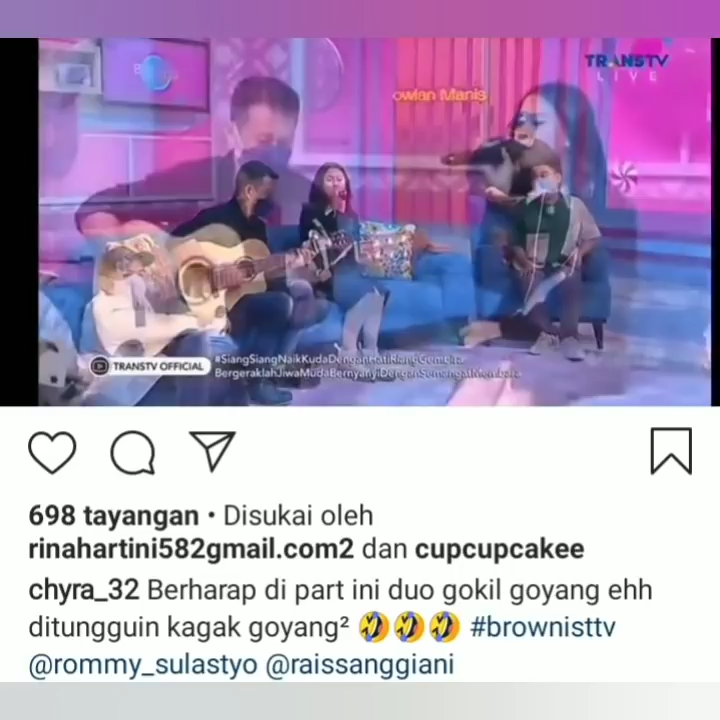 TRANSTV
LIVE
owlan Manis
TRANSTV OFFICIAL
#SiangSiangNaikKudaDenganHatiRiangGembira
BergeraklahJiwaMudaBernyanyiDenganSemangatMembara
698 tayangan • Disukai oleh
rinahartini582gmail.com2 dan cupcupcakee
chyra_32 Berharap di part ini duo gokil goyang ehh
ditungguin kagak goyang² 🤣🤣🤣 #brownisttv
@rommy_sulastyo @raissanggiani